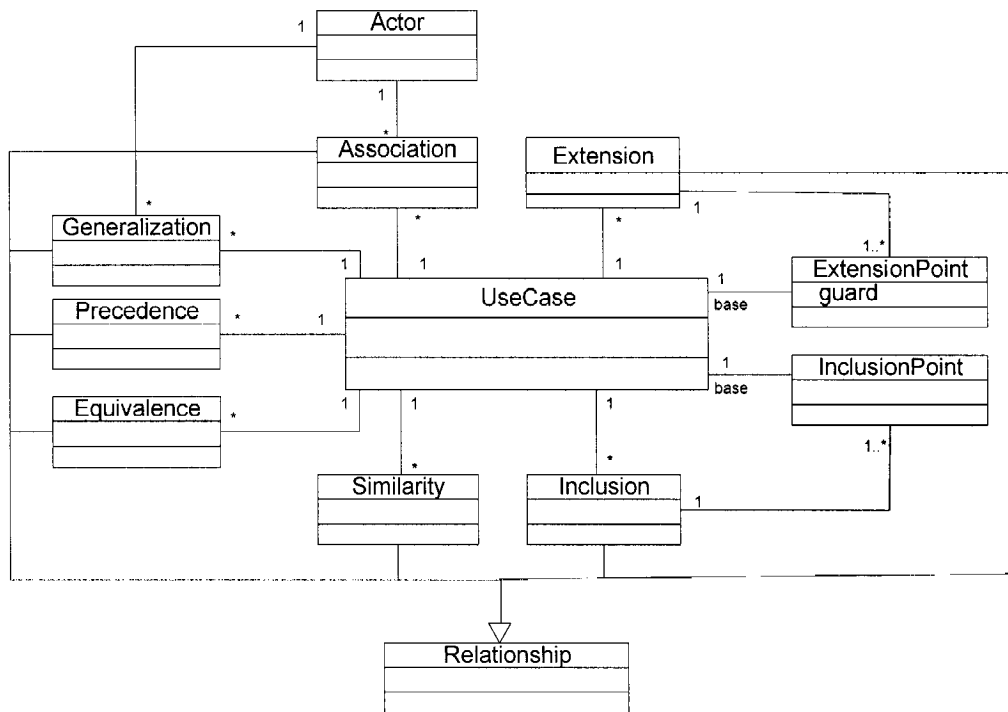 Actor
1
1
*
Association
Extension
*
Generalization
*
*
*
1
1..*
1
1
1
UseCase
1
base
ExtensionPoint
guard
Precedence
*
1
1
base
InclusionPoint
Equivalence
*
1
1
1
1..*
*
*
Similarity
Inclusion
1
Relationship